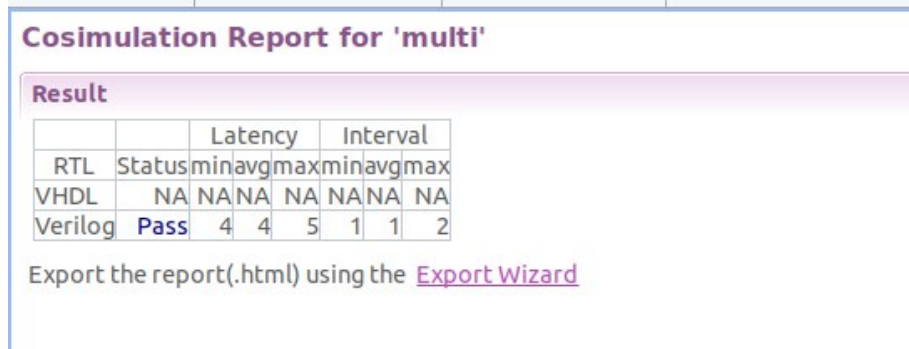 Cosimulation Report for 'multi'
Result
Latency Interval
RTL Status min avg max min avg max
VHDL NA NA NA NA NA NA NA
Verilog Pass 4 4 5 1 1 2
Export the report(.html) using the Export Wizard